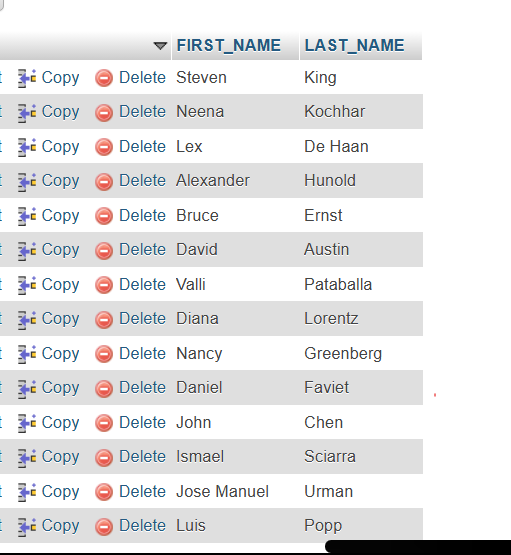 FIRST_NAME LAST_NAME
t Copy Delete Steven King
t Copy Delete Neena Kochhar
t Copy Delete Lex De Haan
t Copy Delete Alexander Hunold
t Copy Delete Bruce Ernst
t Copy Delete David Austin
t Copy Delete Valli Pataballa
t Copy Delete Diana Lorentz
t Copy Delete Nancy Greenberg
t Copy Delete Daniel Faviet
t Copy Delete John Chen
t Copy Delete Ismael Sciarra
t Copy Delete Jose Manuel Urman
t Copy Delete Luis Popp